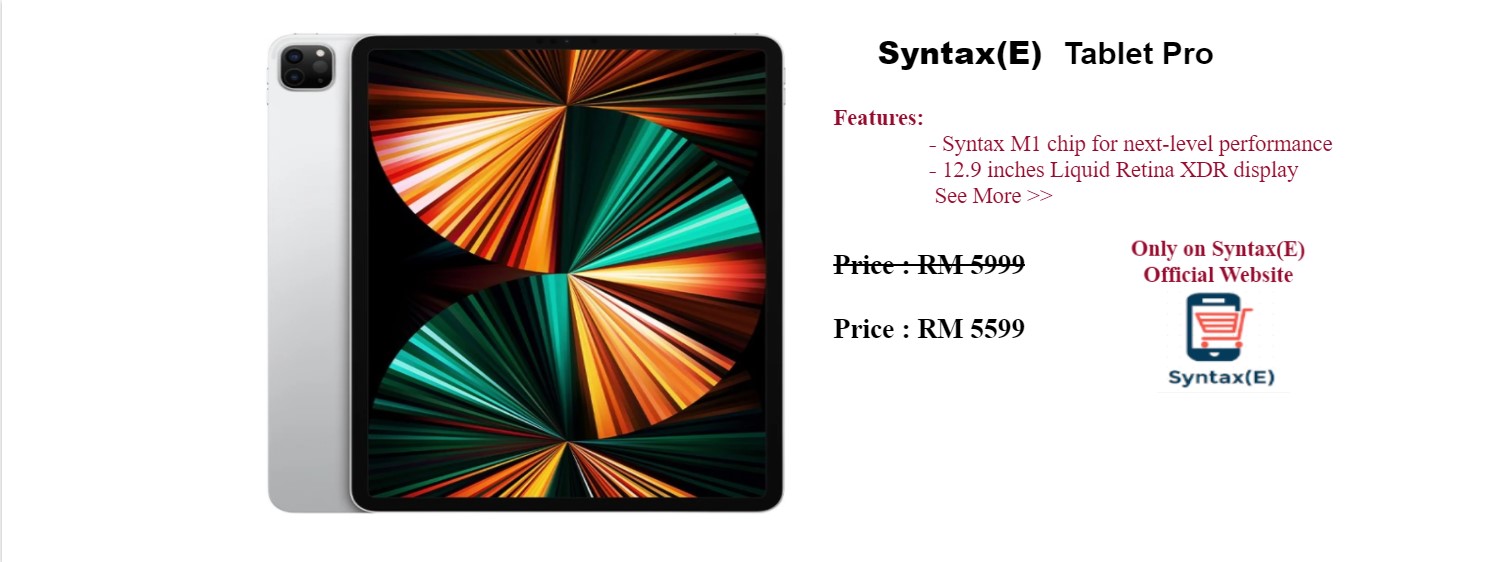 Syntax(E) Tablet Pro
Features:
- Syntax M1 chip for next-level performance
- 12.9 inches Liquid Retina XDR display
See More >>
Price : RM 5999
Price : RM 5599
Only on Syntax(E)
Official Website
Syntax(E)